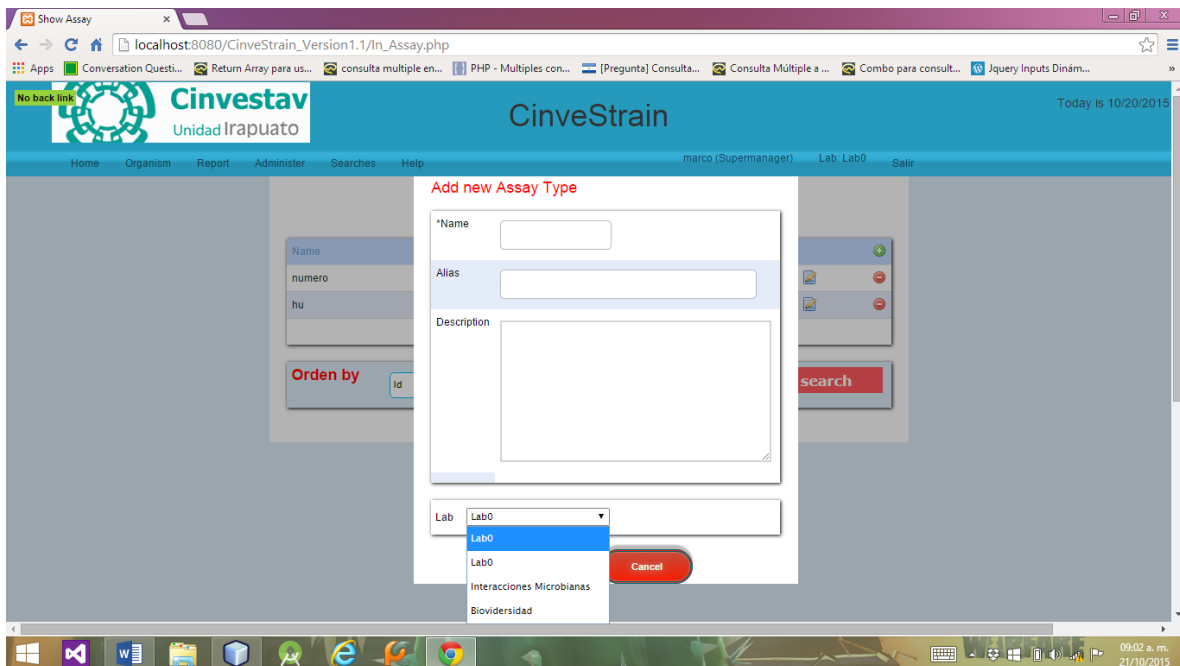 Show Assay
localhost:8080/CinveStrain_Version1.1/In_Assay.php
Apps Conversation Questi... Return Array para us... consulta multiple en... PHP - Multiples con... [Pregunta] Consulta... Consulta Múltiple a ... Combo para consult... Jquery Inputs Dinám... »
No back link
Cinvestav
Unidad Irapuato
CinveStrain
Today is 10/20/2015
Home Organism Report Administer Searches Help marco (Supermanager) Lab: Lab0 Salir
Add new Assay Type
*Name
Name
Alias
numero
hu
Description
Orden by
Id
search
Lab Lab0
Lab0
Lab0
Interacciones Microbianas
Biovidersidad
Cancel
09:02 a. m.
21/10/2015